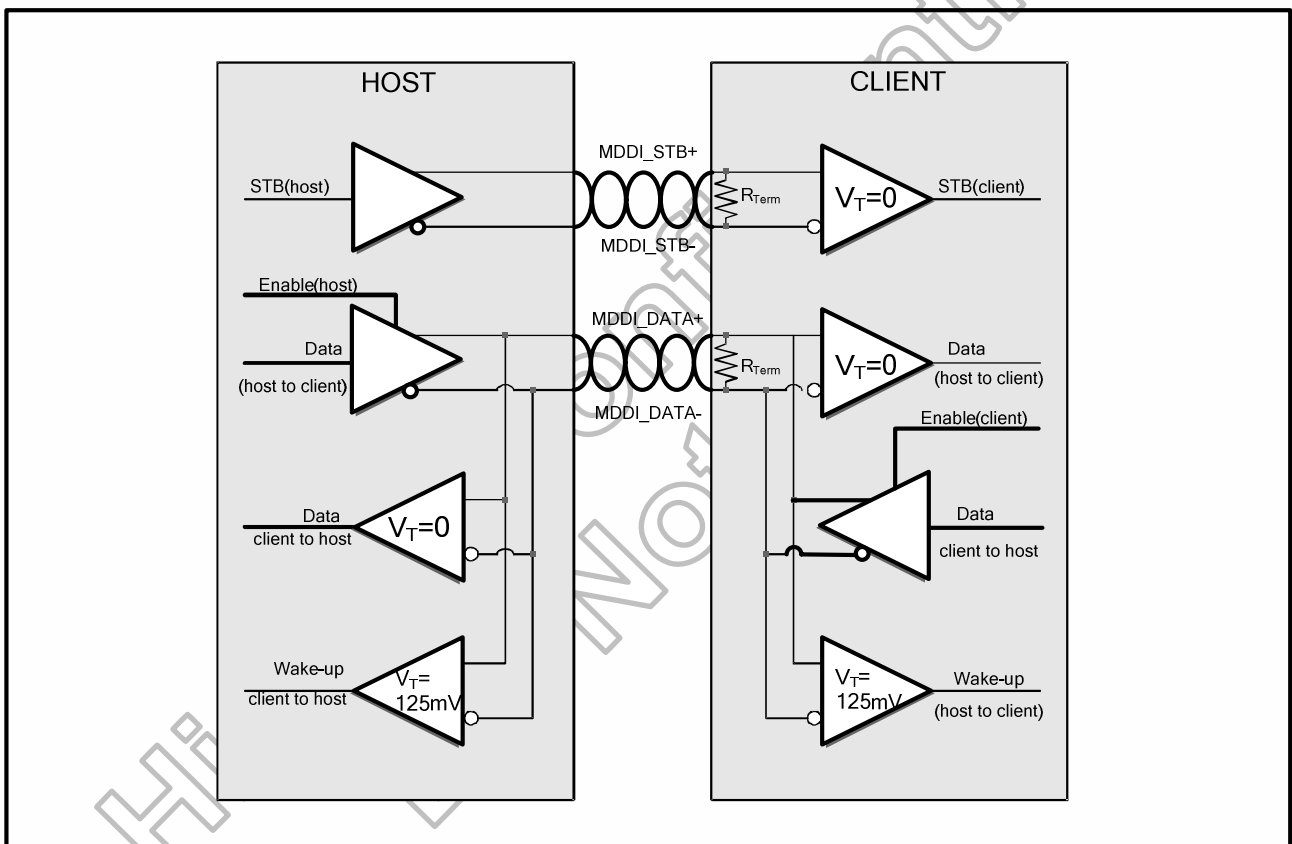 HOST
CLIENT
MDDI_STB+
STB(host)
R_Term
V_T=0
STB(client)
MDDI_STB-
Enable(host)
MDDI_DATA+
Data
(host to client)
R_Term
V_T=0
Data
(host to client)
MDDI_DATA-
Enable(client)
Data
client to host
V_T=0
Data
client to host
Wake-up
client to host
V_T=
125mV
V_T=
125mV
Wake-up
(host to client)